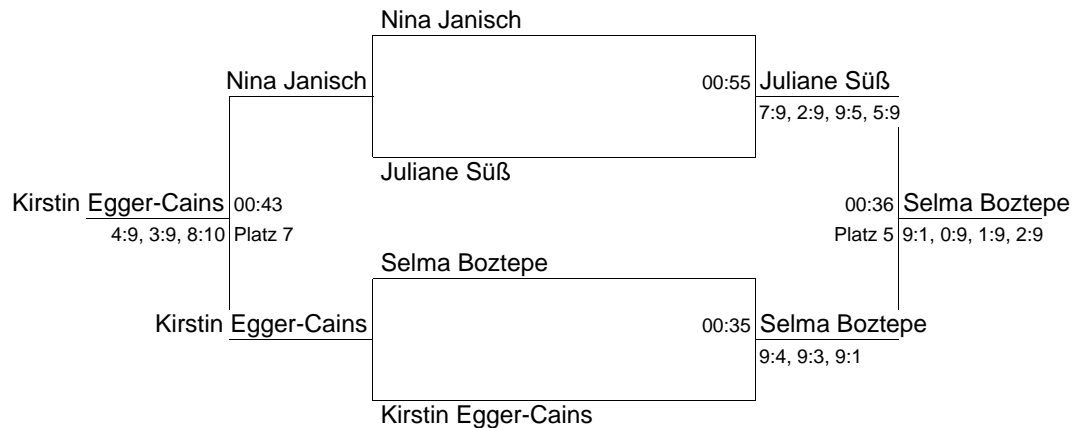 Nina Janisch
Nina Janisch 00:55 Juliane Süß
7:9, 2:9, 9:5, 5:9
Juliane Süß
Kirstin Egger-Cains 00:43 00:36 Selma Boztepe
4:9, 3:9, 8:10 Platz 7 Platz 5 9:1, 0:9, 1:9, 2:9
Selma Boztepe
Kirstin Egger-Cains 00:35 Selma Boztepe
9:4, 9:3, 9:1
Kirstin Egger-Cains